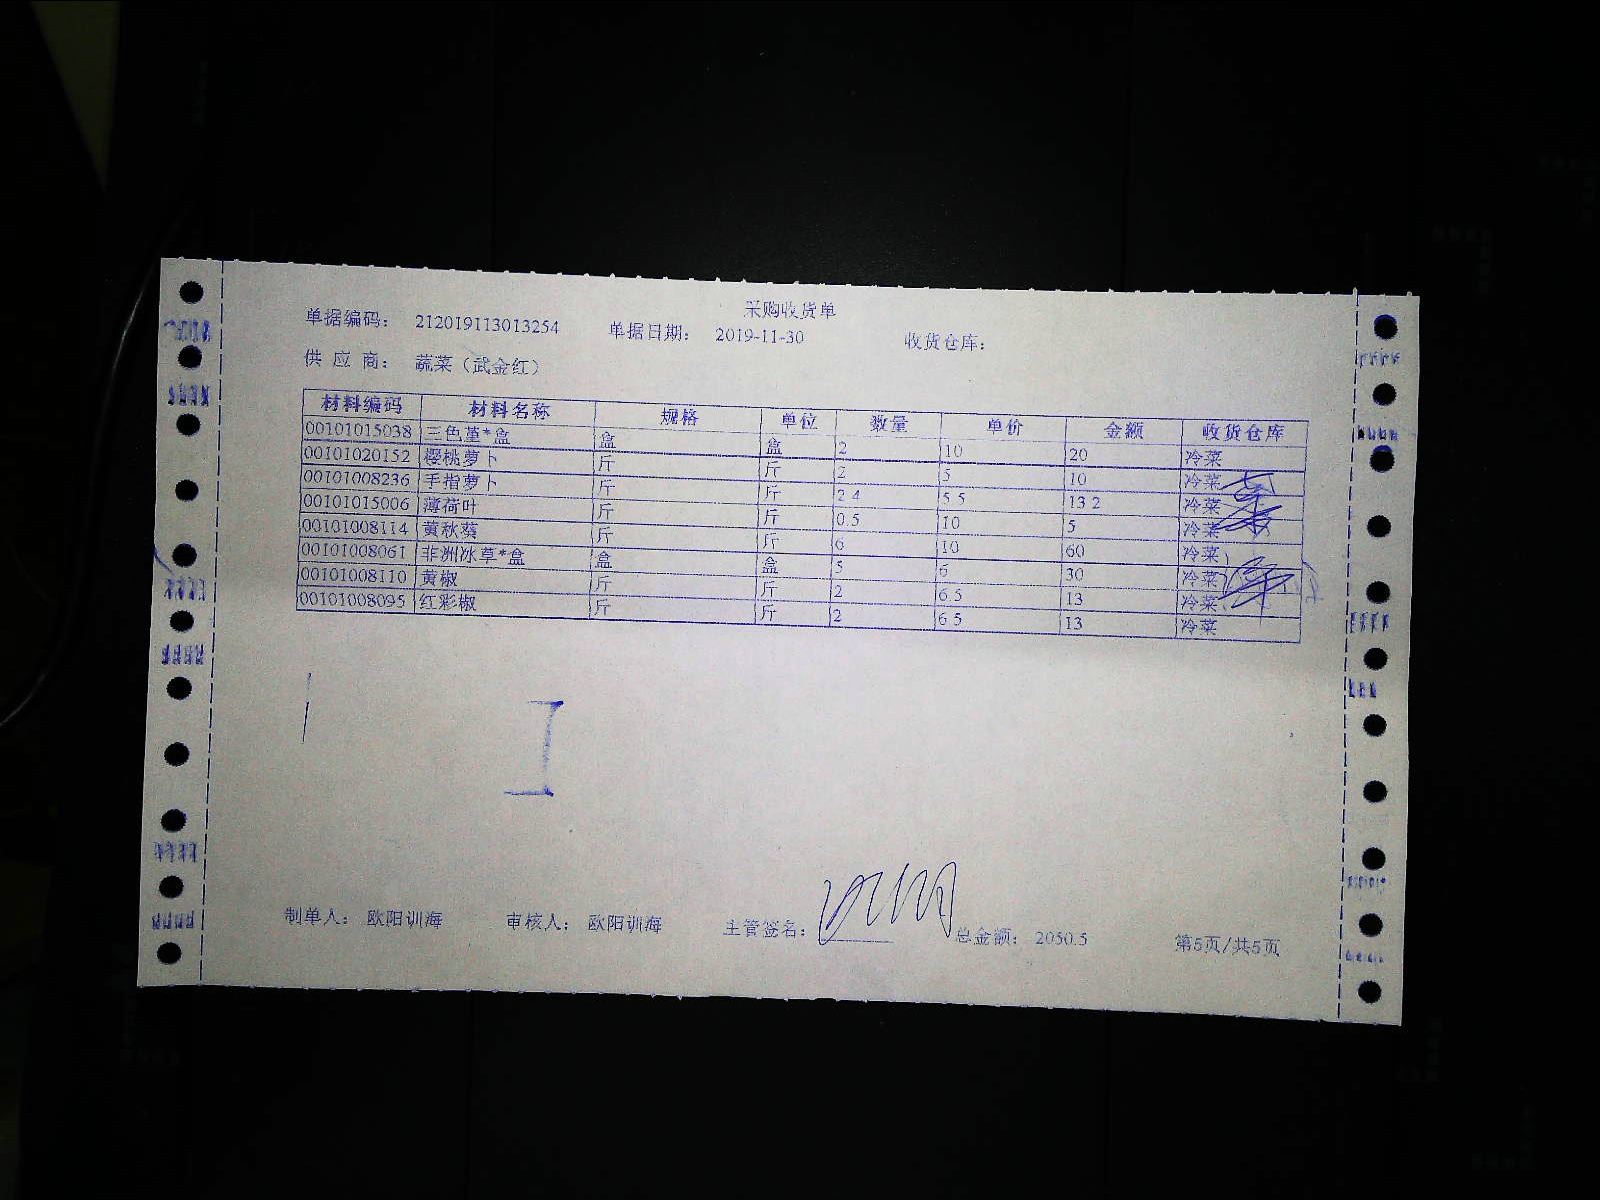 采购收货单
单据编码： 212019113013254 单据日期： 2019-11-30 收货仓库：
供 应 商： 蔬菜（武金红）
材料编码 材料名称 规格 单位 数量 单价 金额 收货仓库
00101015038 三色堇*盒 盒 盒 2 10 20 冷菜
00101020152 樱桃萝卜 斤 斤 2 5 10 冷菜
00101008236 手指萝卜 斤 斤 2.4 5.5 13.2 冷菜
00101015006 薄荷叶 斤 斤 0.5 10 5 冷菜
00101008114 黄秋葵 斤 斤 6 10 60 冷菜
00101008061 非洲冰草*盒 盒 盒 5 6 30 冷菜
00101008110 黄椒 斤 斤 2 6.5 13 冷菜
00101008095 红彩椒 斤 斤 2 6.5 13 冷菜
制单人： 欧阳训海 审核人： 欧阳训海 主管签名： 总金额： 2050.5 第5页/共5页